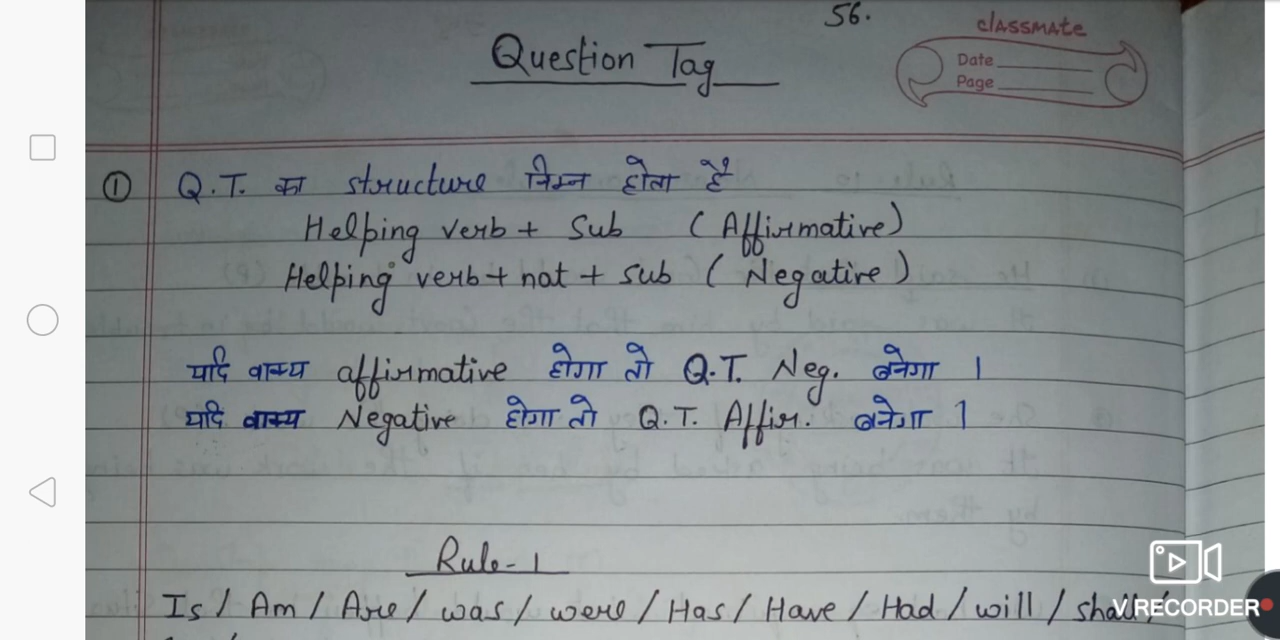 56.
classmate
Date
Page
Question Tag
① Q.T. का structure निम्न होता है
Helping verb + Sub (Affirmative)
Helping verb + not + sub (Negative)
यदि वाक्य affirmative होगा तो Q.T. Neg. बनेगा ।
यदि वाक्य Negative होगा तो Q.T. Affir. बनेगा ।
Rule-1
Is / Am / Are / was / were / Has / Have / Had / will / shall /
V.RECORDER